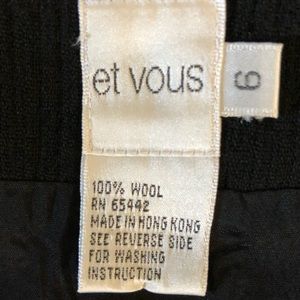 et vous
6
100% WOOL
RN 65442
MADE IN HONG KONG
SEE REVERSE SIDE
FOR WASHING
INSTRUCTION